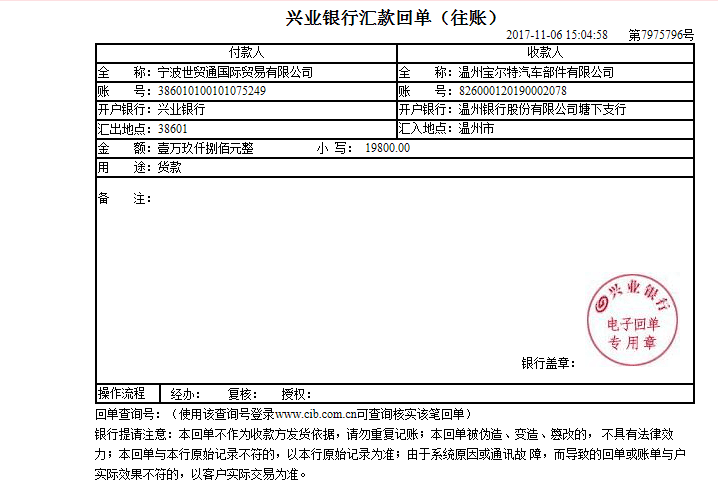 兴业银行汇款回单（往账）
2017-11-06 15:04:58 第7975796号
付款人 收款人
全 称：宁波世贸通国际贸易有限公司 全 称：温州宝尔特汽车部件有限公司
账 号：386010100101075249 账 号：826000120190002078
开户银行：兴业银行 开户银行：温州银行股份有限公司塘下支行
汇出地点：38601 汇入地点：温州市
金 额：壹万玖仟捌佰元整 小 写： 19800.00
用 途：货款
备 注：
兴业银行
电子回单
专用章
银行盖章：
操作流程 经办： 复核： 授权：
回单查询号：（使用该查询号登录www.cib.com.cn可查询核实该笔回单）
银行提请注意：本回单不作为收款方发货依据，请勿重复记账；本回单被伪造、变造、篡改的， 不具有法律效
力；本回单与本行原始记录不符的，以本行原始记录为准；由于系统原因或通讯故 障，而导致的回单或账单与户
实际效果不符的，以客户实际交易为准。